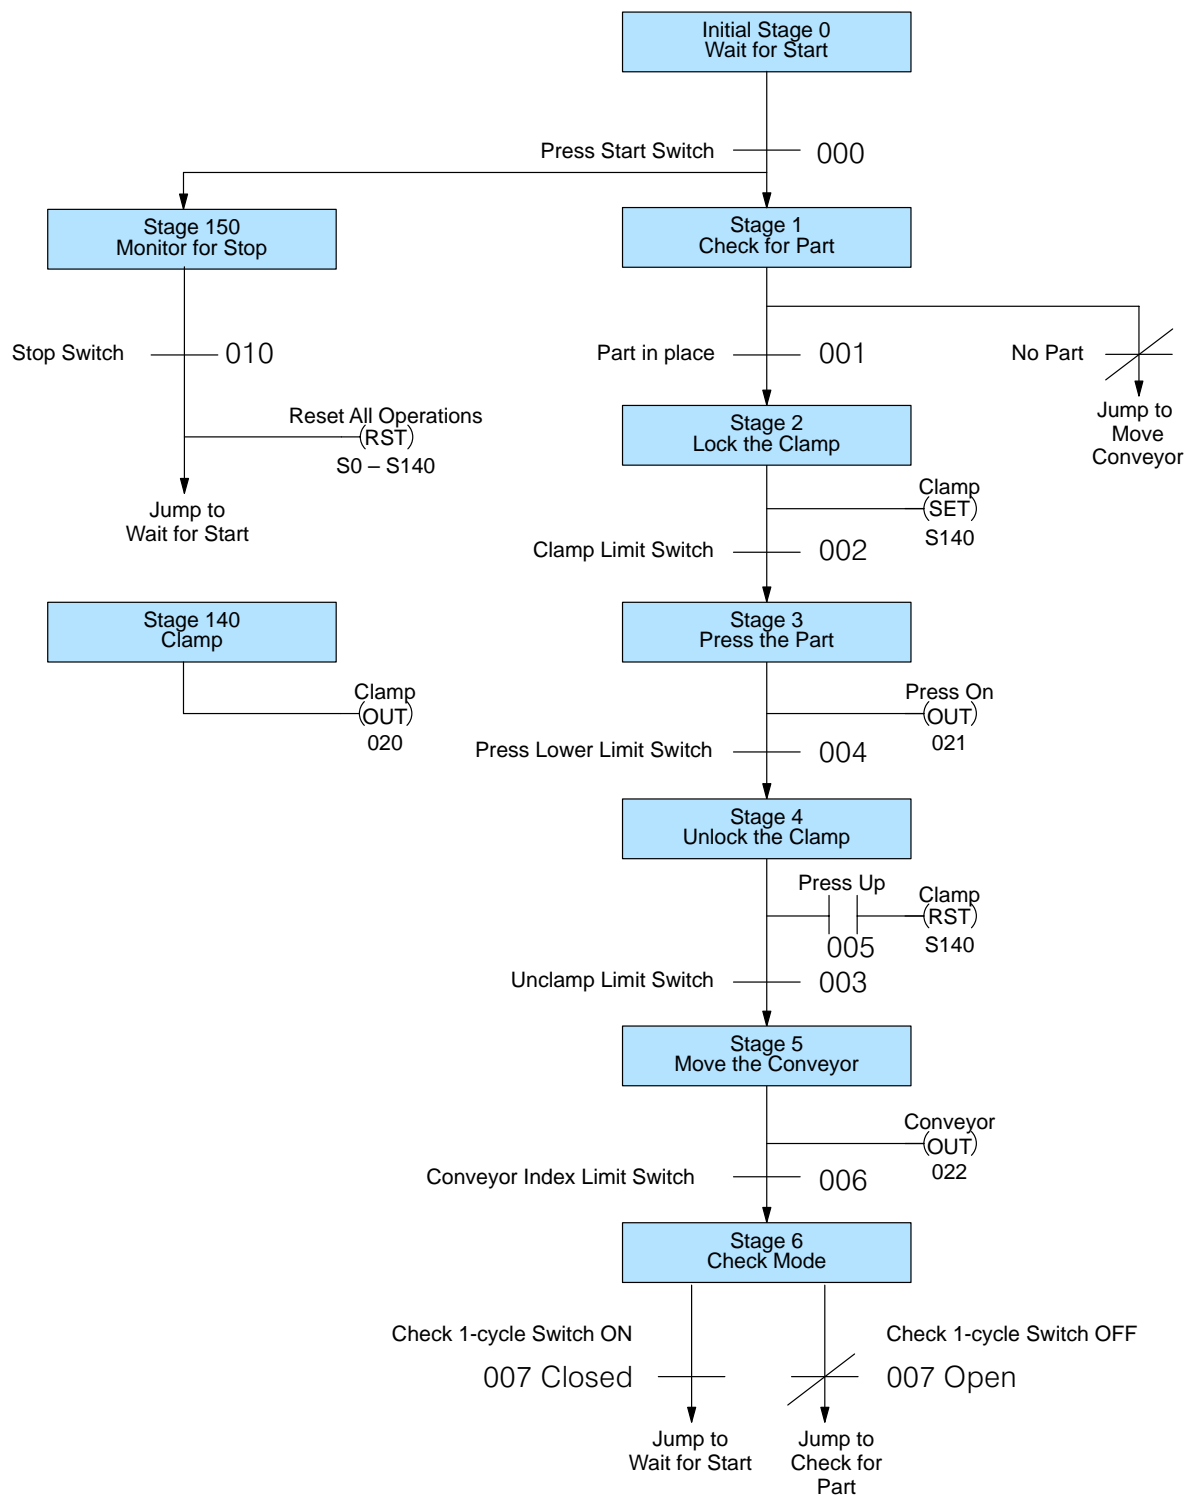 Initial Stage 0
Wait for Start
Press Start Switch
000
Stage 150
Monitor for Stop
Stage 1
Check for Part
Stop Switch
010
Part in place
001
No Part
Reset All Operations
(RST)
S0 – S140
Jump to
Wait for Start
Stage 2
Lock the Clamp
Jump to
Move
Conveyor
Clamp
(SET)
S140
Clamp Limit Switch
002
Stage 140
Clamp
Clamp
(OUT)
020
Stage 3
Press the Part
Press On
(OUT)
021
Press Lower Limit Switch
004
Stage 4
Unlock the Clamp
Press Up
005
Clamp
(RST)
S140
Unclamp Limit Switch
003
Stage 5
Move the Conveyor
Conveyor
(OUT)
022
Conveyor Index Limit Switch
006
Stage 6
Check Mode
Check 1-cycle Switch ON
007 Closed
Check 1-cycle Switch OFF
007 Open
Jump to
Wait for Start
Jump to
Check for
Part